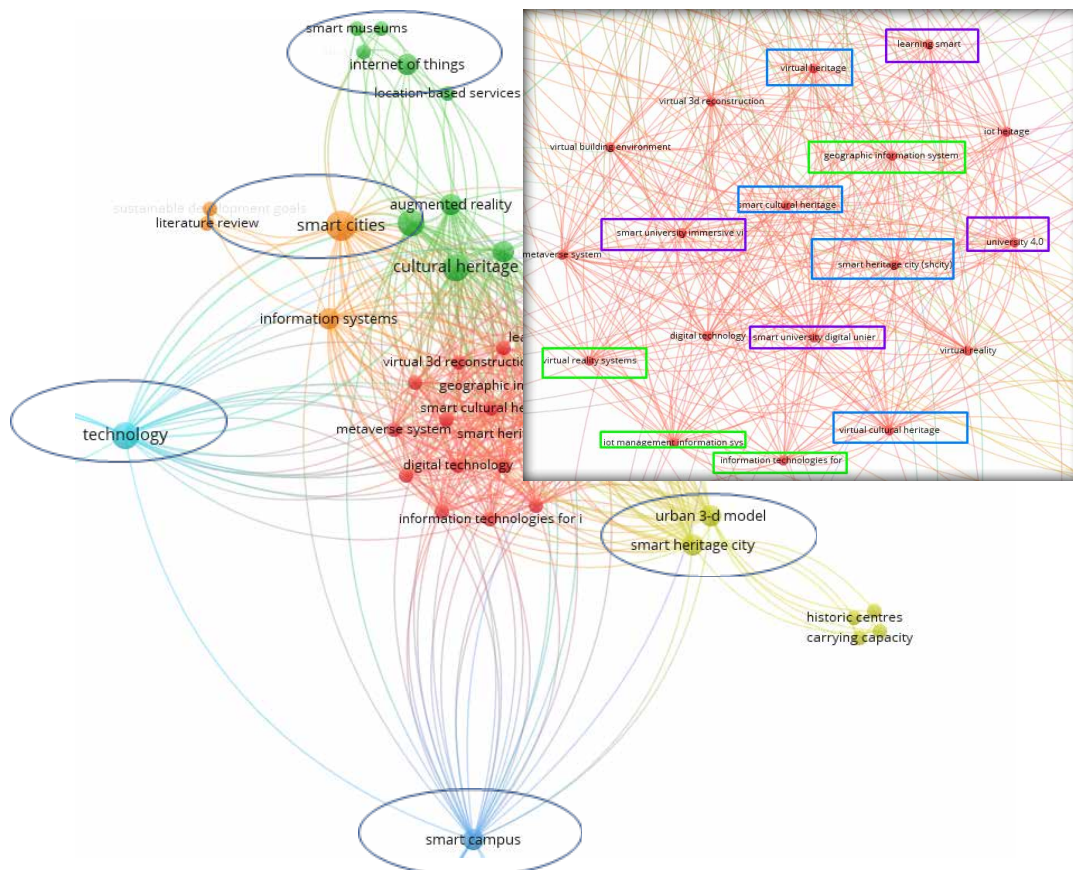 smart museums
internet of things
location-based services
sustainable development goals
literature review
smart cities
augmented reality
cultural heritage
information systems
lea
virtual 3d reconstructio
geographic in
smart cultural he
metaverse system
smart heri
digital technology
information technologies for i
technology
urban 3-d model
smart heritage city
historic centres
carrying capacity
smart campus
learning smart
virtual heritage
virtual 3d reconstruction
iot heitage
virtual building environment
geographic information system
smart cultural heritage
smart university immersive vi
university 4.0
metaverse system
smart heritage city (shcity)
digital technology
smart university digital unier
virtual reality
virtual reality systems
virtual cultural heritage
iot management information sys
information technologies for